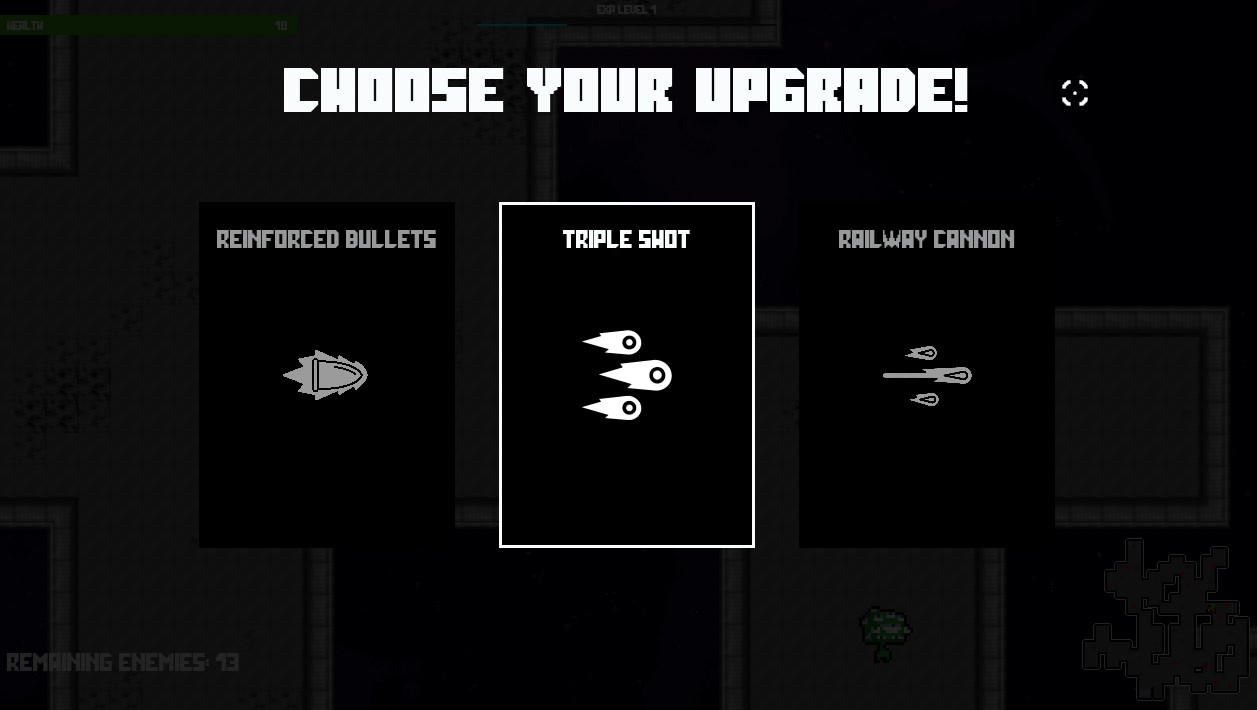 EXP LEVEL 1
HEALTH 10
CHOOSE YOUR UPGRADE!
REINFORCED BULLETS
TRIPLE SHOT
RAILWAY CANNON
REMAINING ENEMIES: 13